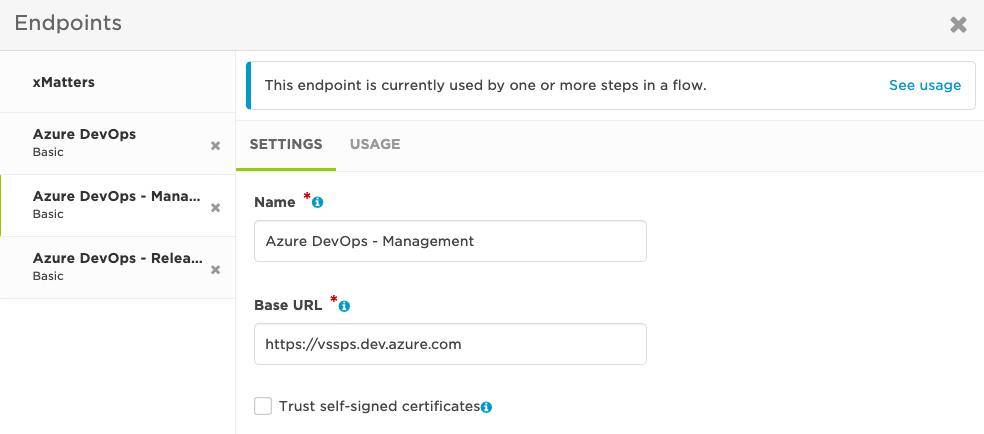 Endpoints
xMatters
Azure DevOps
Basic
Azure DevOps - Mana...
Basic
Azure DevOps - Relea...
Basic
This endpoint is currently used by one or more steps in a flow.
See usage
SETTINGS
USAGE
Name *
Azure DevOps - Management
Base URL *
https://vssps.dev.azure.com
Trust self-signed certificates